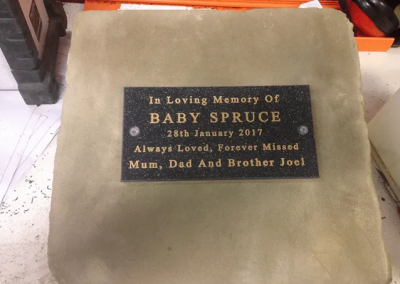 In Loving Memory Of
BABY SPRUCE
28th January 2017
Always Loved, Forever Missed
Mum, Dad And Brother Joel